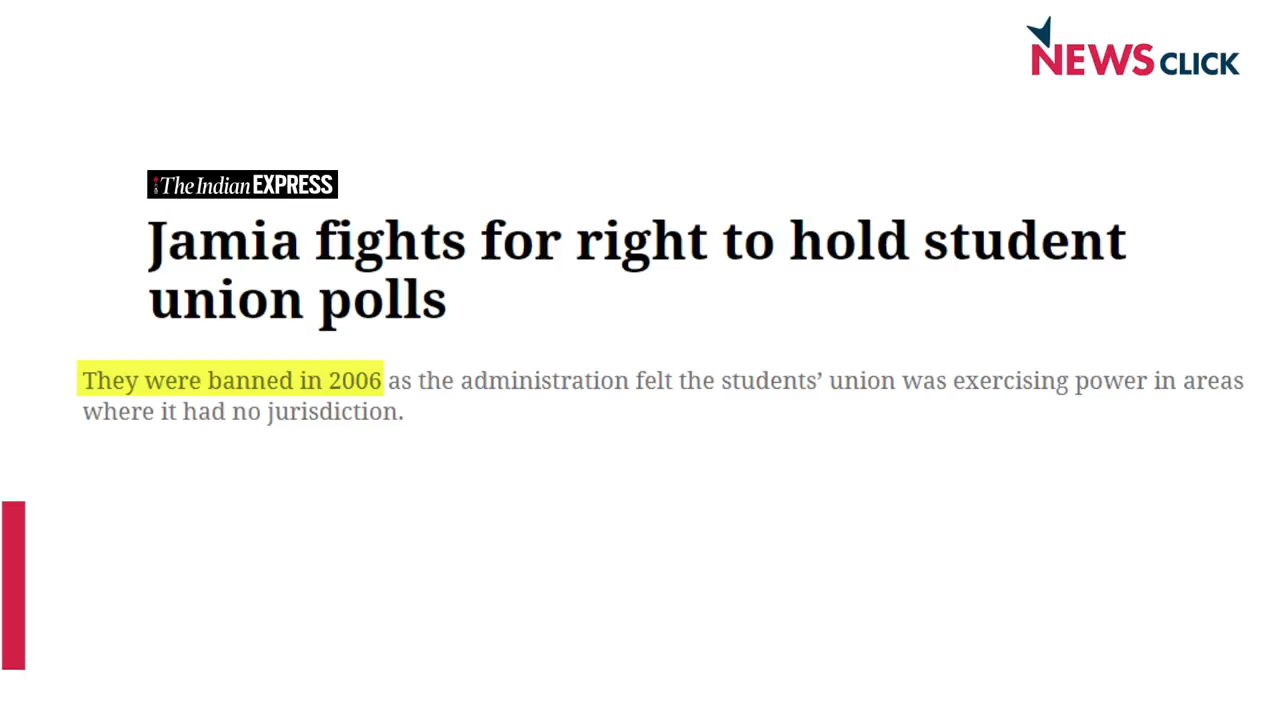 NEWSCLICK
The Indian EXPRESS
Jamia fights for right to hold student
union polls
They were banned in 2006 as the administration felt the students’ union was exercising power in areas
where it had no jurisdiction.